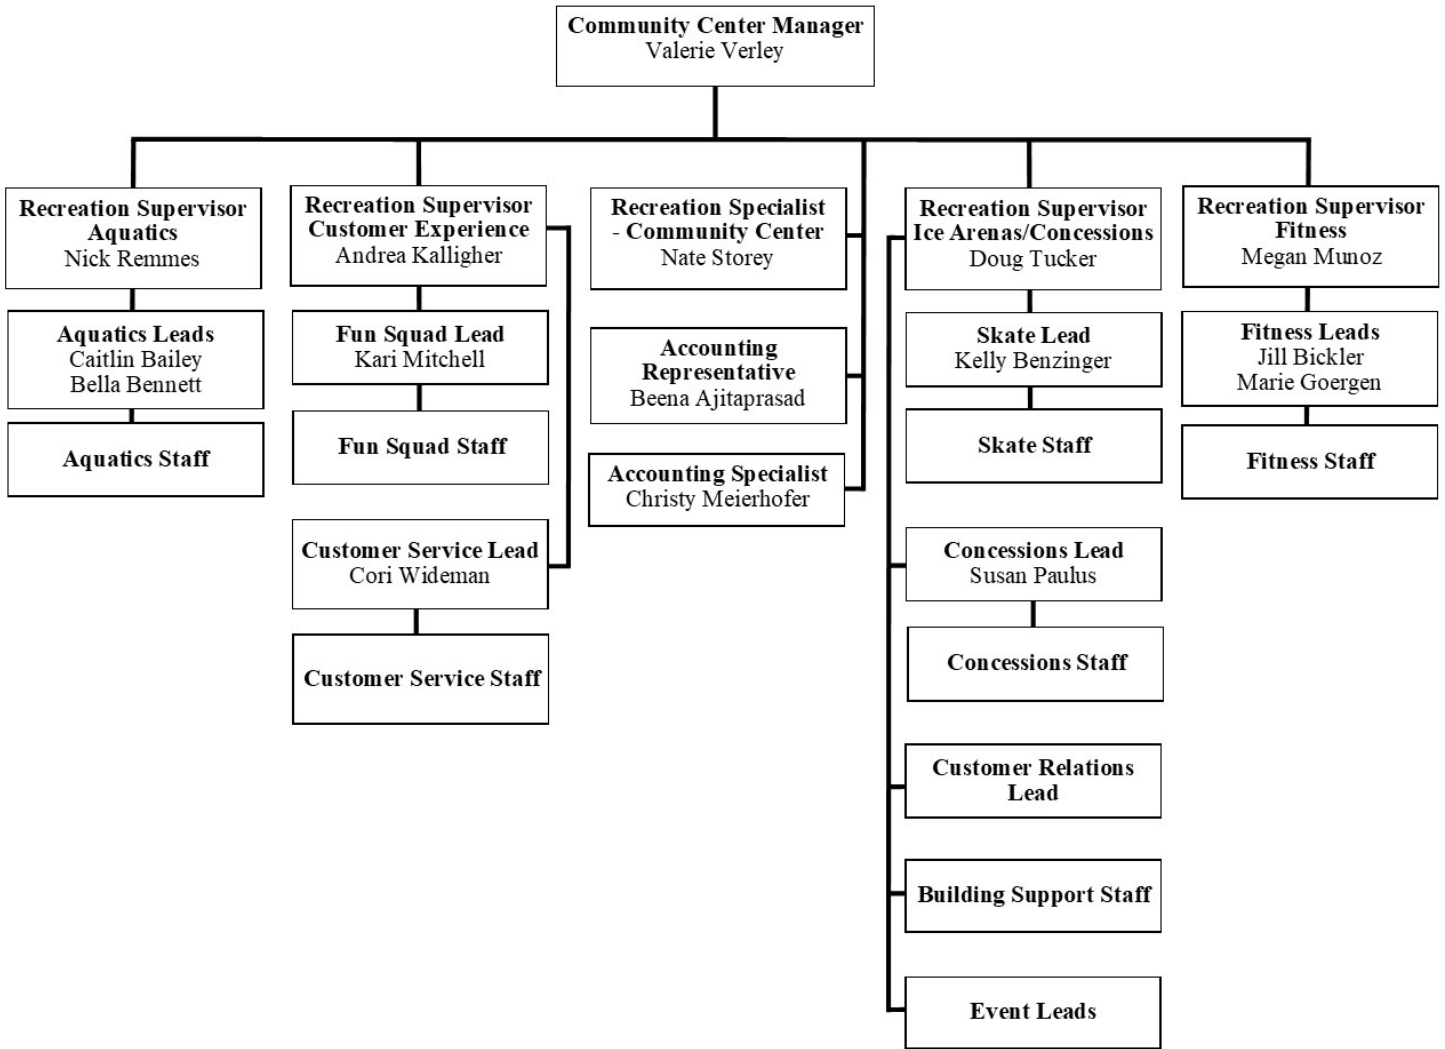 Community Center Manager
Valerie Verley
Recreation Supervisor
Aquatics
Nick Remmes
Aquatics Leads
Caitlin Bailey
Bella Bennett
Aquatics Staff
Recreation Supervisor
Customer Experience
Andrea Kalligher
Fun Squad Lead
Kari Mitchell
Fun Squad Staff
Customer Service Lead
Cori Wideman
Customer Service Staff
Recreation Specialist
- Community Center
Nate Storey
Accounting
Representative
Beena Ajitaprasad
Accounting Specialist
Christy Meierhofer
Recreation Supervisor
Ice Arenas/Concessions
Doug Tucker
Skate Lead
Kelly Benzinger
Skate Staff
Concessions Lead
Susan Paulus
Concessions Staff
Customer Relations
Lead
Building Support Staff
Event Leads
Recreation Supervisor
Fitness
Megan Munoz
Fitness Leads
Jill Bickler
Marie Goergen
Fitness Staff